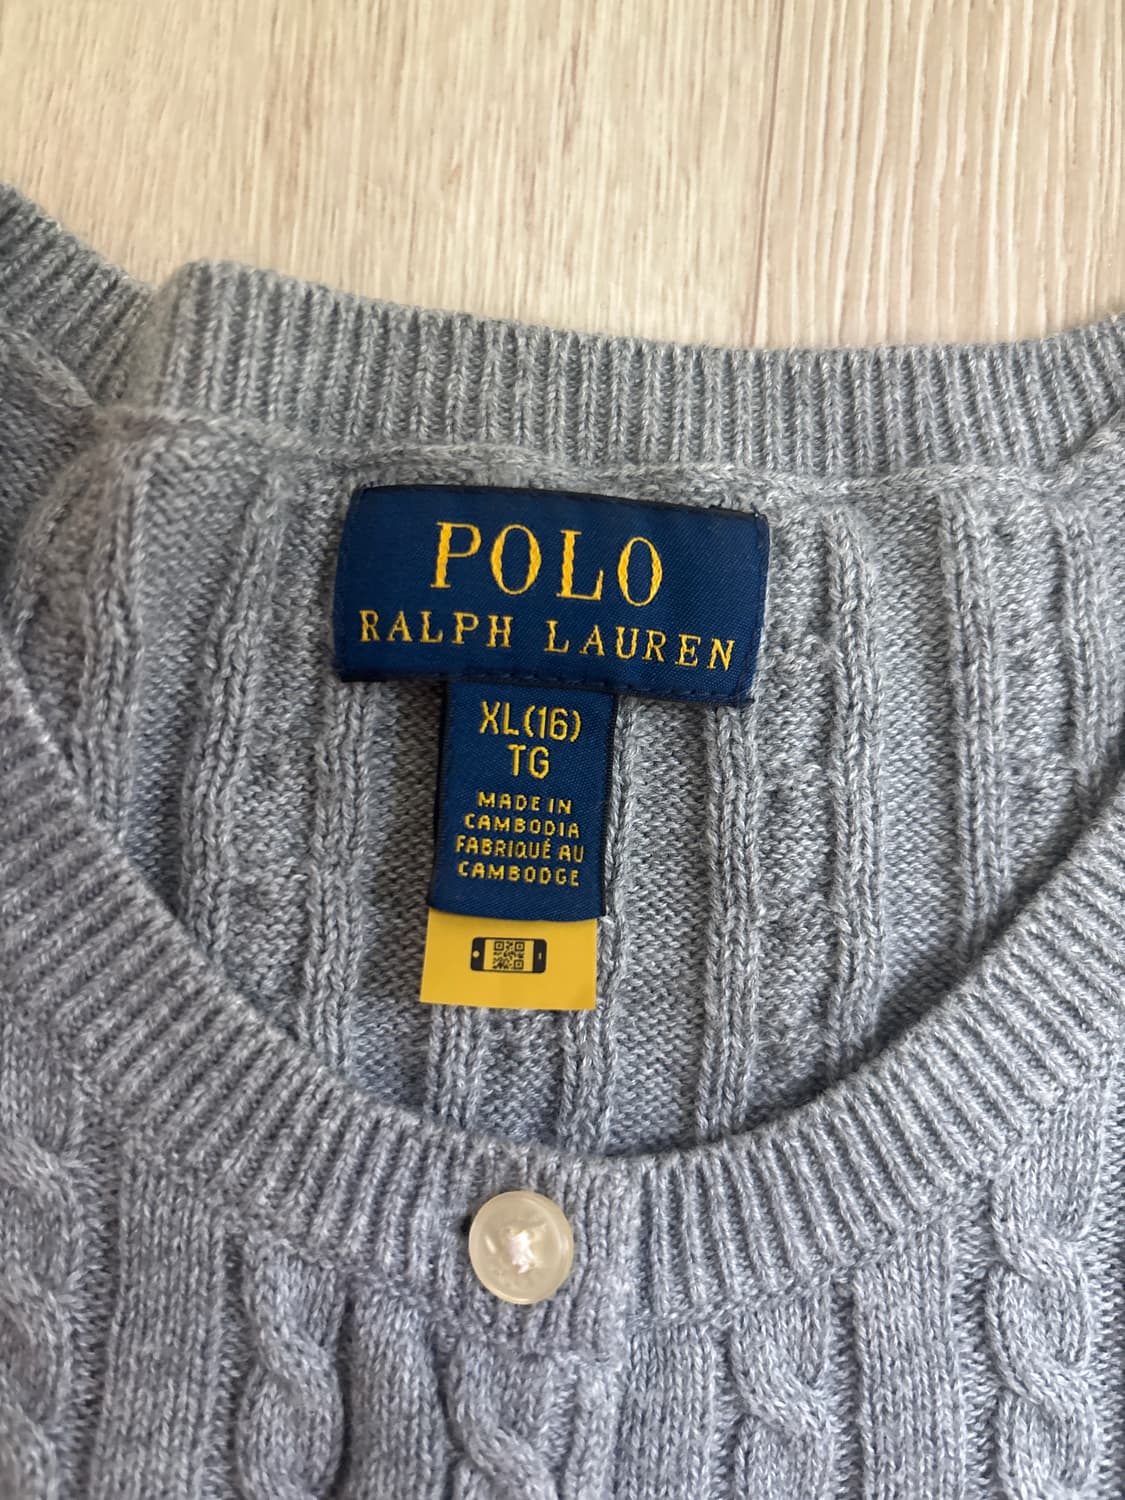 POLO
RALPH LAUREN
XL(16)
TG
MADE IN
CAMBODIA
FABRIQUÉ AU
CAMBODGE